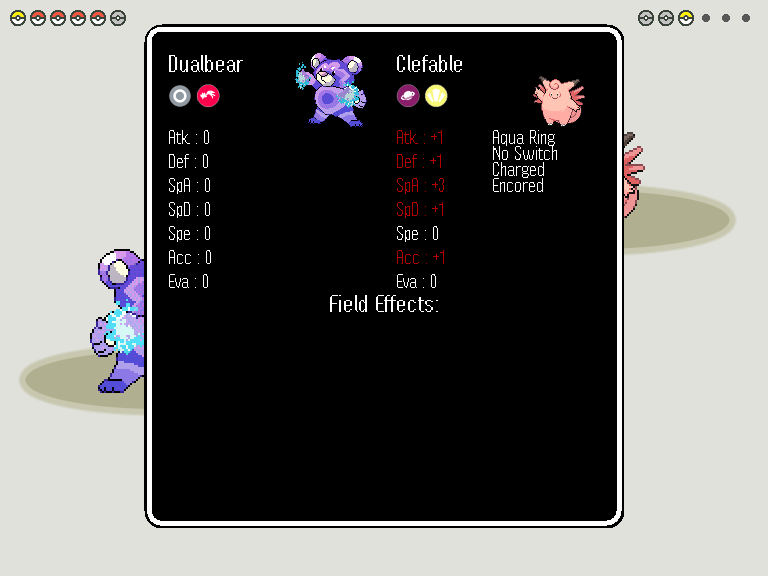 Dualbear
Clefable
Atk : 0
Def : 0
SpA : 0
SpD : 0
Spe : 0
Acc : 0
Eva : 0
Atk : +1
Def : +1
SpA : +3
SpD : +1
Spe : 0
Acc : +1
Eva : 0
Aqua Ring
No Switch
Charged
Encored
Field Effects: